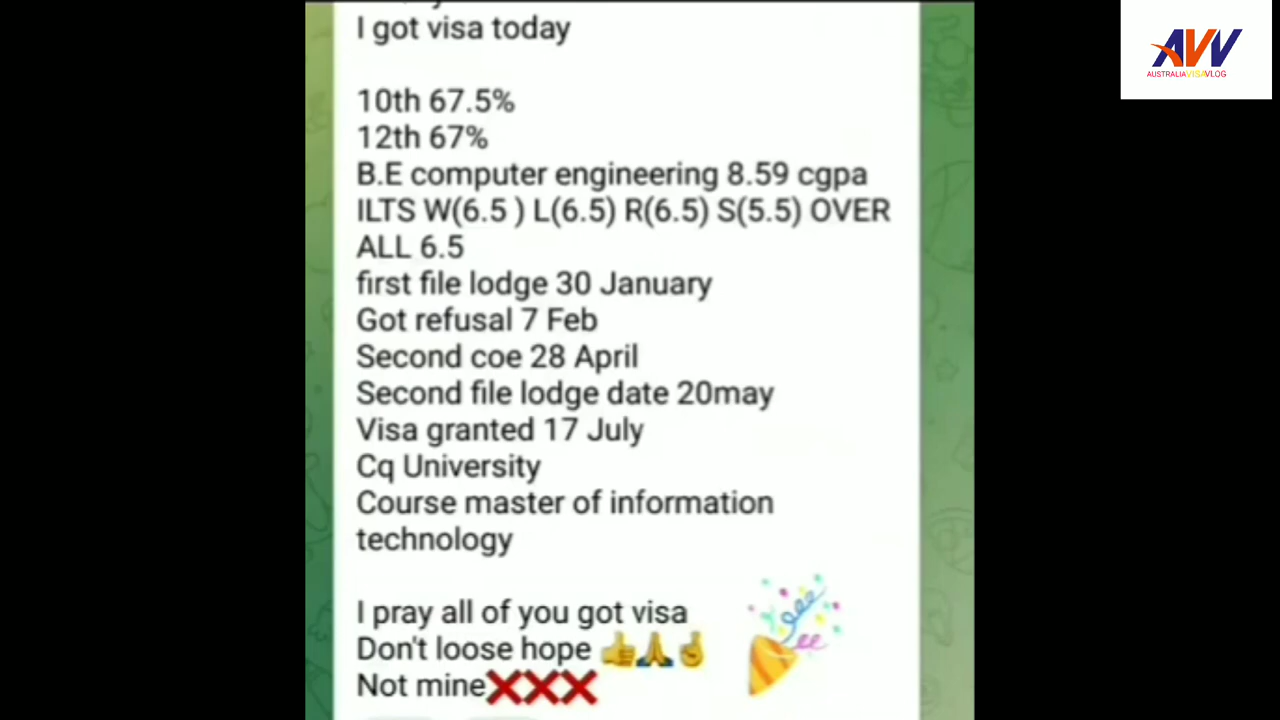 I got visa today
10th 67.5%
12th 67%
B.E computer engineering 8.59 cgpa
ILTS W(6.5 ) L(6.5) R(6.5) S(5.5) OVER
ALL 6.5
first file lodge 30 January
Got refusal 7 Feb
Second coe 28 April
Second file lodge date 20may
Visa granted 17 July
Cq University
Course master of information
technology
I pray all of you got visa
Don't loose hope 👍🙏🤞
Not mine❌❌❌
AVV
AUSTRALIAVISAVLOG